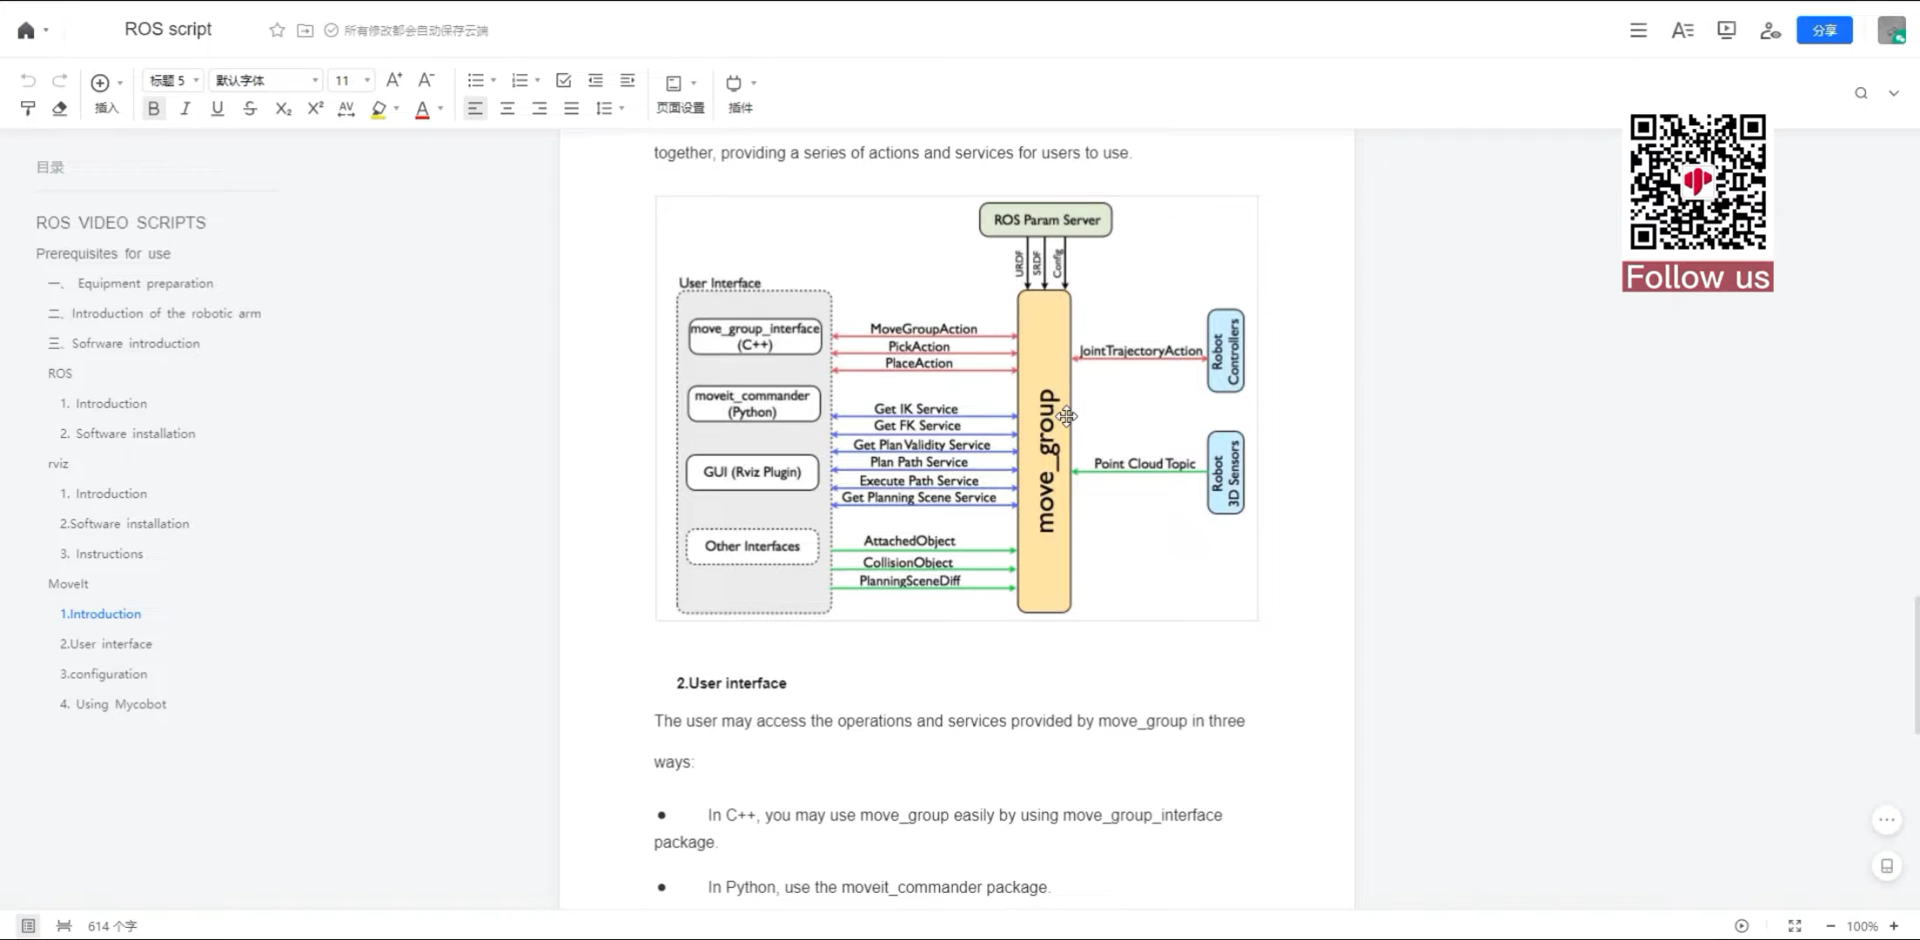 ROS script
所有修改都会自动保存云端
分享
标题 5
默认字体
11
插入
B I U S X₂ X² AV A
页面设置
插件
目录
ROS VIDEO SCRIPTS
Prerequisites for use
一、 Equipment preparation
二、Introduction of the robotic arm
三、Sofrware introduction
ROS
1. Introduction
2. Software installation
rviz
1. Introduction
2.Software installation
3. Instructions
MoveIt
1.Introduction
2.User interface
3.configuration
4. Using Mycobot
together, providing a series of actions and services for users to use.
ROS Param Server
URDF
SRDF
Config
User Interface
move_group_interface
(C++)
moveit_commander
(Python)
GUI (Rviz Plugin)
Other Interfaces
MoveGroupAction
PickAction
PlaceAction
Get IK Service
Get FK Service
Get Plan Validity Service
Plan Path Service
Execute Path Service
Get Planning Scene Service
AttachedObject
CollisionObject
PlanningSceneDiff
move_group
JointTrajectoryAction
Point Cloud Topic
Robot
Controllers
Robot
3D Sensors
2.User interface
The user may access the operations and services provided by move_group in three
ways:
● In C++, you may use move_group easily by using move_group_interface
package.
● In Python, use the moveit_commander package.
Follow us
614 个字
100%